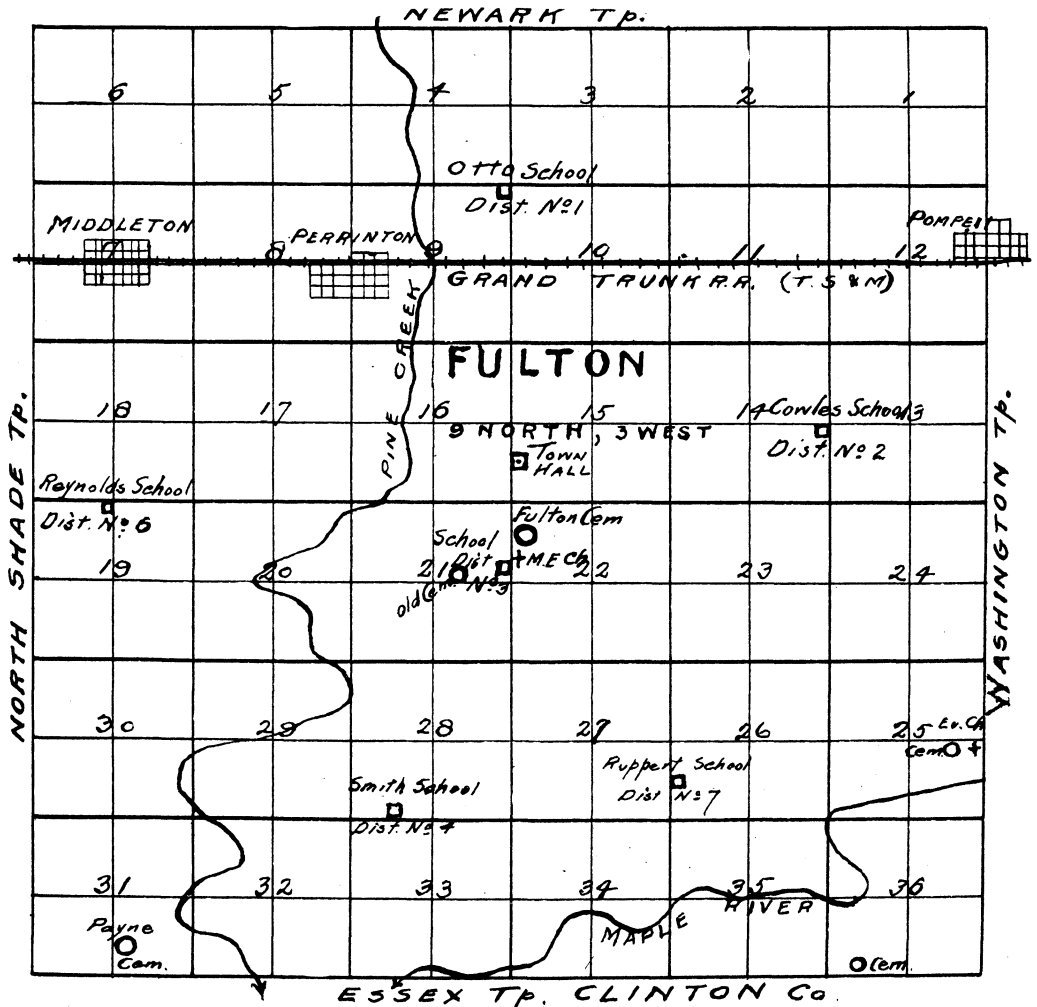 NEWARK Tp.
6 5 4 3 2 1
Otto School
Dist. No 1
MIDDLETON
PERRINTON
POMPEII
7 8 9 10 11 12
GRAND TRUNK R.R. (T. S & M)
PINE CREEK
FULTON
18 17 16 15 14 13
Cowles School
Dist. No 2
9 NORTH, 3 WEST
TOWN
HALL
NORTH SHADE Tp.
WASHINGTON Tp.
Reynolds School
Dist. No 6
Fulton Cem
School
Dist
No 3
M.E Ch
Old Cem.
19 20 21 22 23 24
30 29 28 27 26 25
Ev. Ch
Cem.
Smith School
Dist. No 4
Ruppert School
Dist No 7
31 32 33 34 35 36
Payne
Cem.
MAPLE RIVER
Cem.
ESSEX Tp. CLINTON Co.